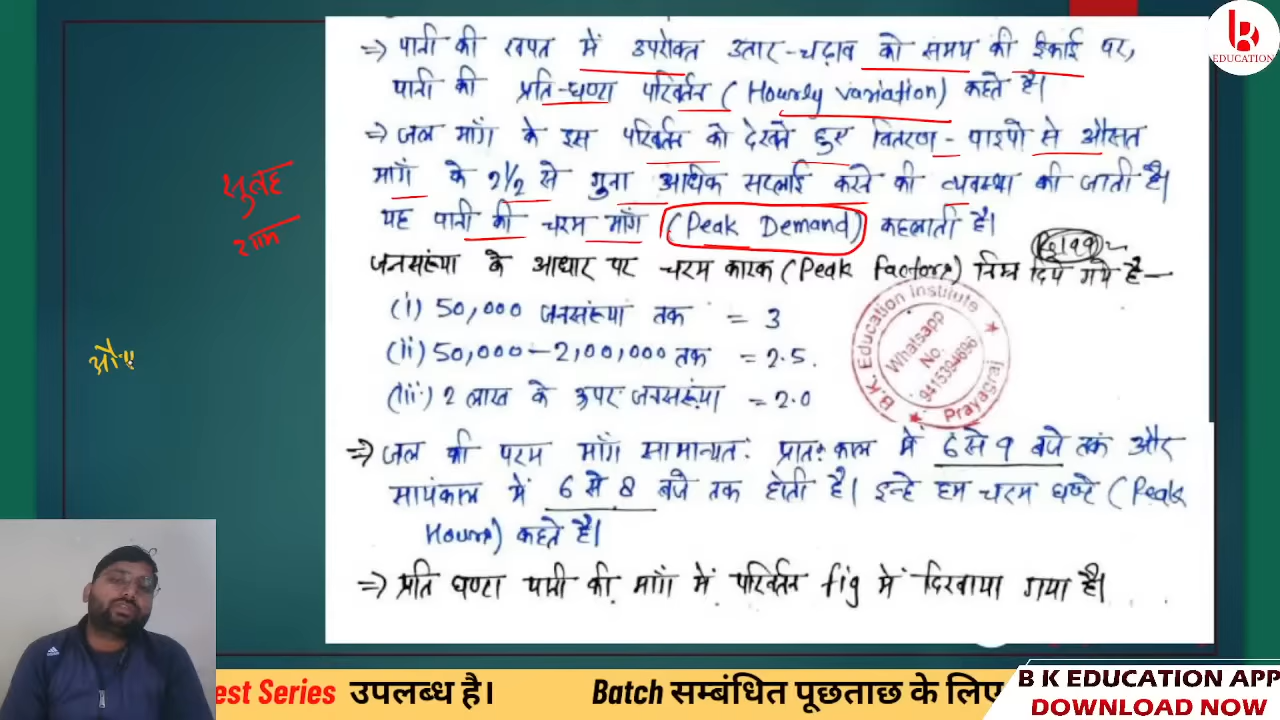 => पानी की खपत में उपरोक्त उतार-चढ़ाव को समय की ईकाई पर,
पानी की प्रति-घण्टा परिवर्तन (Hourly variation) कहते है।
=> जल माँग के इस परिवर्तन को देखते हुए वितरण - पाइपो से औसत
माँग के 2 1/2 से गुना अधिक सप्लाई करने की व्यवस्था की जाती है।
यह पानी की चरम माँग (Peak Demand) कहलाती है।
जनसंख्या के आधार पर चरम कारक (Peak Factors) निम्न दिये गये है —
(i) 50,000 जनसंख्या तक = 3
(ii) 50,000 - 2,00,000 तक = 2.5.
(iii) 2 लाख के ऊपर जनसंख्या = 2.0
=> जल की परम माँग सामान्यत: प्रात:काल में 6 से 9 बजे तक और
सायंकाल में 6 से 8 बजे तक होती है। इन्हे हम चरम घण्टे (Peak
Hours) कहते है।
=> प्रति घण्टा पानी की माँग में परिवर्तन fig में दिखाया गया है।
सुबह
शाम
B.K. Education Institute
Whatsapp
No.
9415394696
Prayagraj
EDUCATION
est Series उपलब्ध है। Batch सम्बंधित पूछताछ के लिए
B K EDUCATION APP
DOWNLOAD NOW